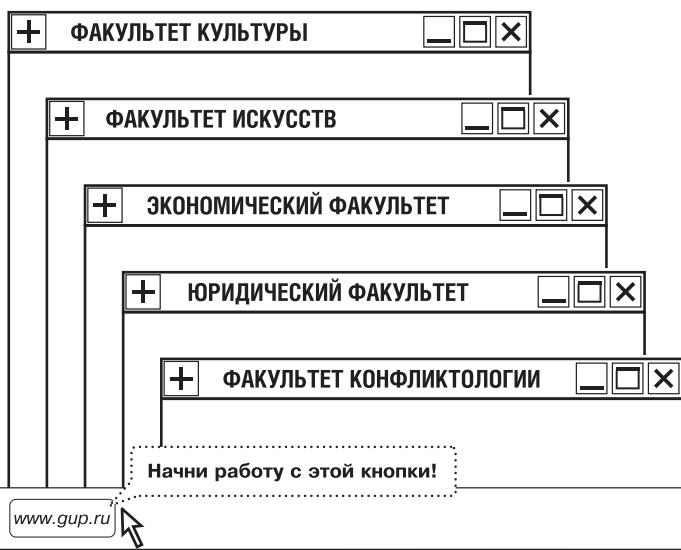 ФАКУЛЬТЕТ КУЛЬТУРЫ
ФАКУЛЬТЕТ ИСКУССТВ
ЭКОНОМИЧЕСКИЙ ФАКУЛЬТЕТ
ЮРИДИЧЕСКИЙ ФАКУЛЬТЕТ
ФАКУЛЬТЕТ КОНФЛИКТОЛОГИИ
Начни работу с этой кнопки!
www.gup.ru